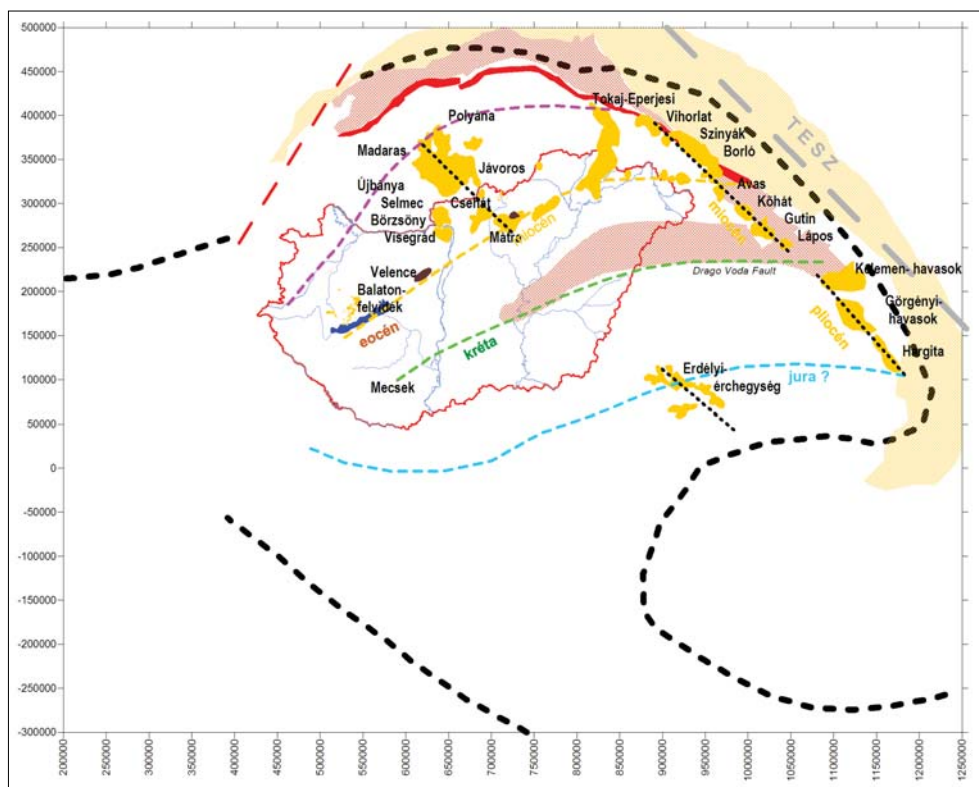 500000
450000
400000
350000
300000
250000
200000
150000
100000
50000
0
-50000
-100000
-150000
-200000
-250000
-300000
TESZ
Tokaj-Eperjesi
Vihorlat
Szinyák
Borló
Polyana
Madaras
Jávoros
Újbánya
Selmec
Cserhát
Börzsöny
Visegrád
Mátra
miocén
Avas
Kőhát
Gutin
Lápos
miocén
Drago Voda Fault
Kelemen- havasok
Görgényi-
havasok
Hargita
pliocén
Velence
Balaton-
felvidék
eocén
kréta
Mecsek
Erdélyi-
érchegység
jura ?
200000
250000
300000
350000
400000
450000
500000
550000
600000
650000
700000
750000
800000
850000
900000
950000
1000000
1050000
1100000
1150000
1200000
1250000